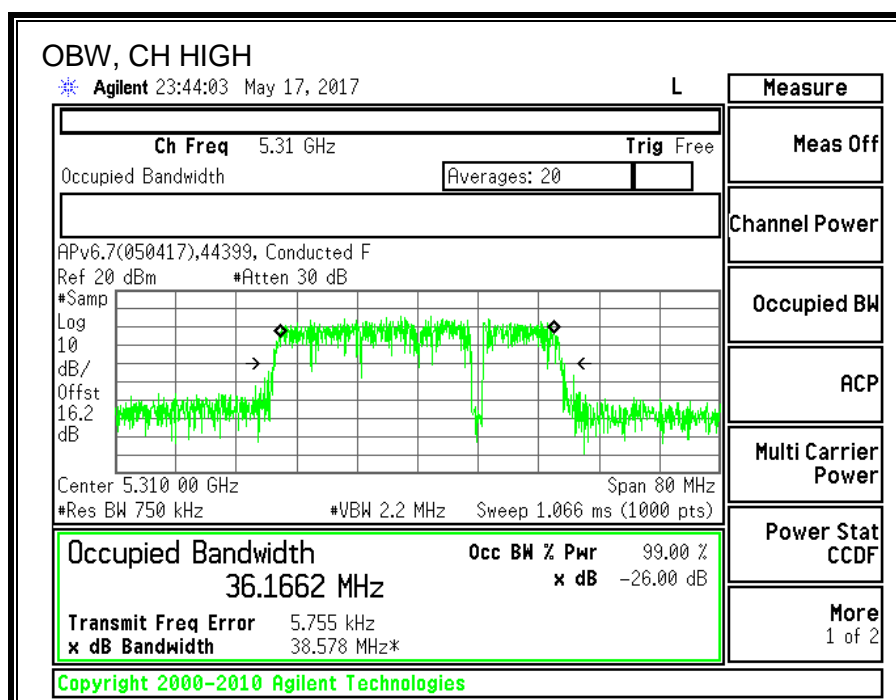 OBW, CH HIGH
Agilent 23:44:03 May 17, 2017 L
Measure
Ch Freq 5.31 GHz Trig Free
Occupied Bandwidth Averages: 20
APv6.7(050417),44399, Conducted F
Ref 20 dBm #Atten 30 dB
#Samp
Log
10
dB/
Offst
16.2
dB
Center 5.310 00 GHz Span 80 MHz
#Res BW 750 kHz #VBW 2.2 MHz Sweep 1.066 ms (1000 pts)
Occupied Bandwidth
36.1662 MHz
Occ BW % Pwr 99.00 %
x dB -26.00 dB
Transmit Freq Error 5.755 kHz
x dB Bandwidth 38.578 MHz*
Meas Off
Channel Power
Occupied BW
ACP
Multi Carrier
Power
Power Stat
CCDF
More
1 of 2
Copyright 2000-2010 Agilent Technologies